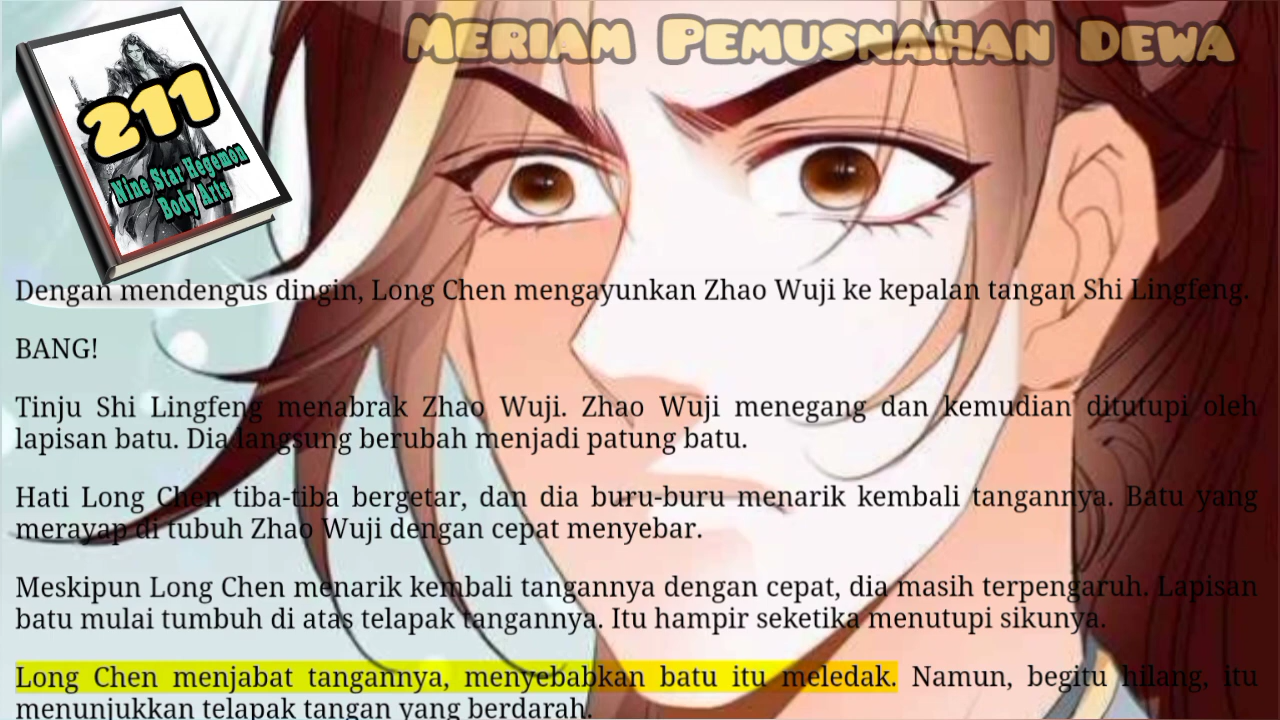 Meriam Pemusnahan Dewa
211
Nine Star Hegemon
Body Arts
Dengan mendengus dingin, Long Chen mengayunkan Zhao Wuji ke kepalan tangan Shi Lingfeng.
BANG!
Tinju Shi Lingfeng menabrak Zhao Wuji. Zhao Wuji menegang dan kemudian ditutupi oleh
lapisan batu. Dia langsung berubah menjadi patung batu.
Hati Long Chen tiba-tiba bergetar, dan dia buru-buru menarik kembali tangannya. Batu yang
merayap di tubuh Zhao Wuji dengan cepat menyebar.
Meskipun Long Chen menarik kembali tangannya dengan cepat, dia masih terpengaruh. Lapisan
batu mulai tumbuh di atas telapak tangannya. Itu hampir seketika menutupi sikunya.
Long Chen menjabat tangannya, menyebabkan batu itu meledak. Namun, begitu hilang, itu
menunjukkan telapak tangan yang berdarah.